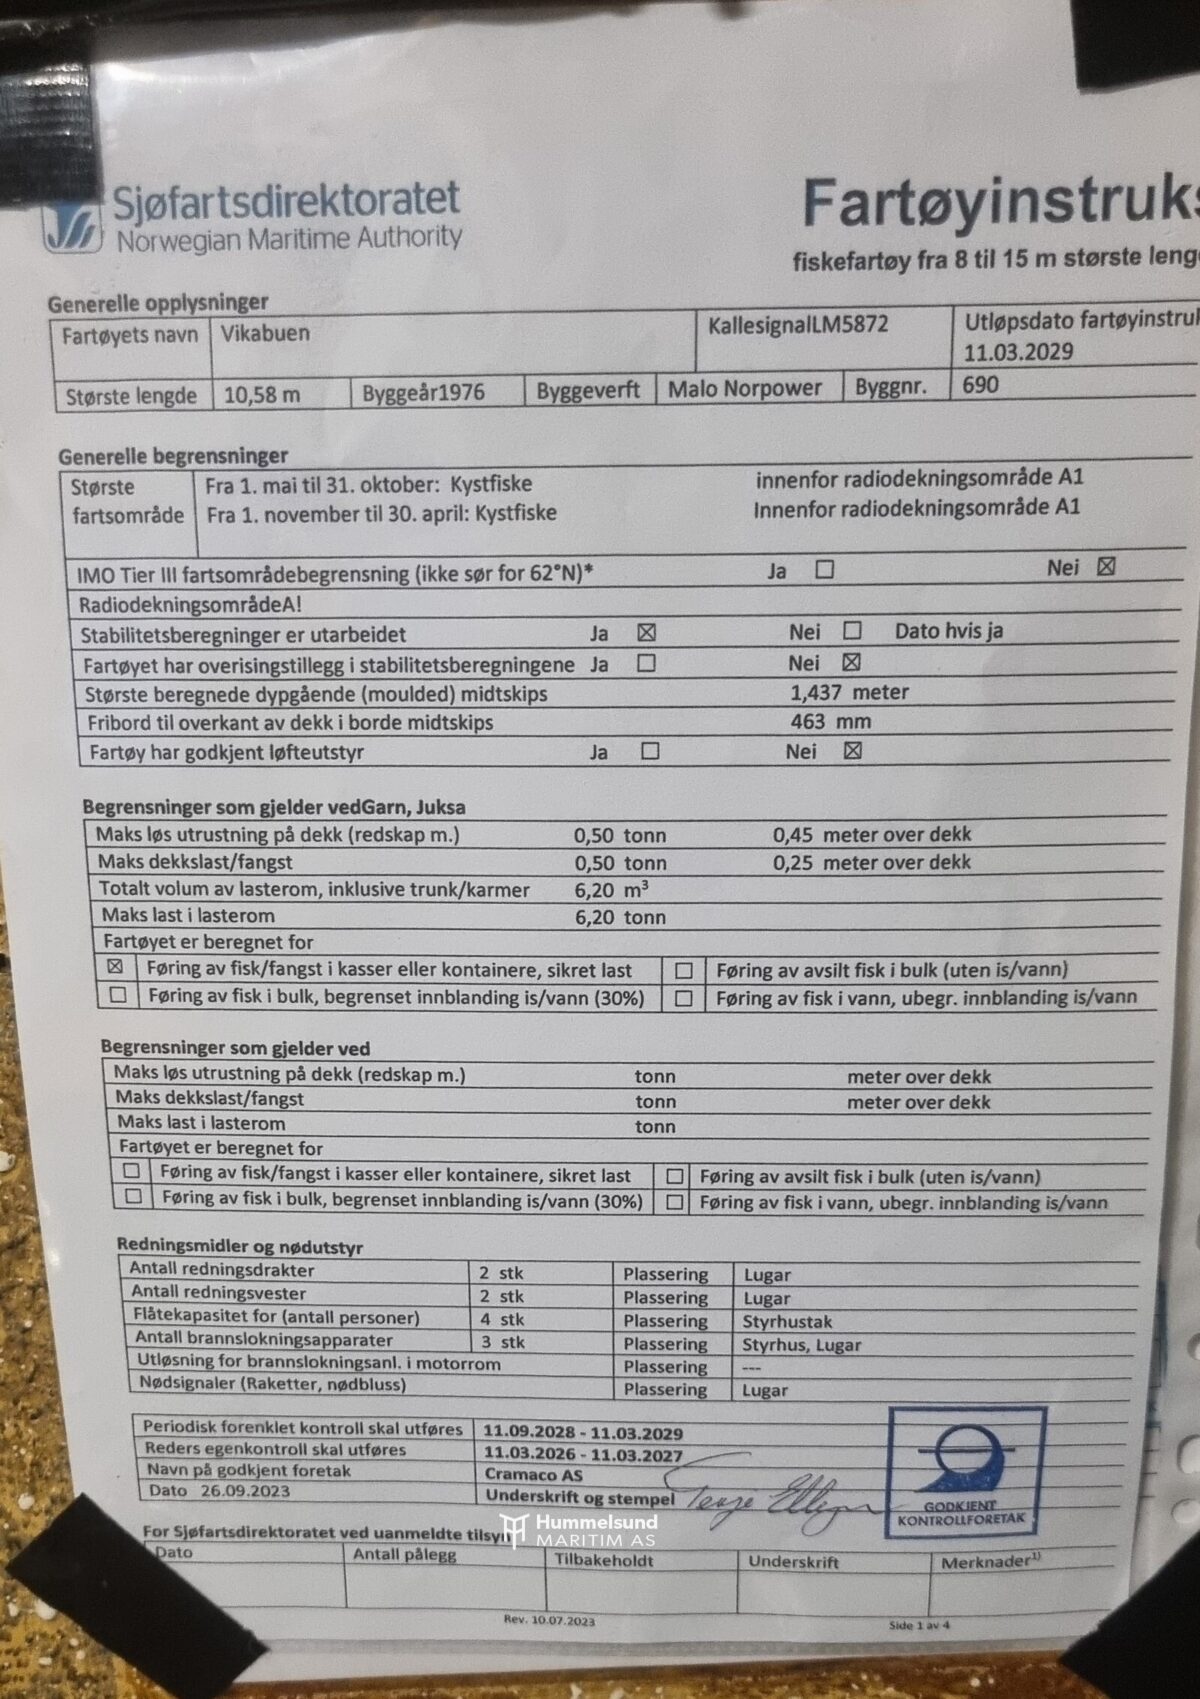 Sjøfartsdirektoratet
Norwegian Maritime Authority
Fartøyinstruks
fiskefartøy fra 8 til 15 m største leng
Generelle opplysninger
Fartøyets navn Vikabuen KallesignalLM5872 Utløpsdato fartøyinstruk
11.03.2029
Største lengde 10,58 m Byggeår1976 Byggeverft Malo Norpower Byggnr. 690
Generelle begrensninger
Største Fra 1. mai til 31. oktober: Kystfiske innenfor radiodekningsområde A1
fartsområde Fra 1. november til 30. april: Kystfiske Innenfor radiodekningsområde A1
IMO Tier III fartsområdebegrensning (ikke sør for 62°N)* Ja ☐ Nei ☒
RadiodekningsområdeA!
Stabilitetsberegninger er utarbeidet Ja ☒ Nei ☐ Dato hvis ja
Fartøyet har overisingstillegg i stabilitetsberegningene Ja ☐ Nei ☒
Største beregnede dypgående (moulded) midtskips 1,437 meter
Fribord til overkant av dekk i borde midtskips 463 mm
Fartøy har godkjent løfteutstyr Ja ☐ Nei ☒
Begrensninger som gjelder vedGarn, Juksa
Maks løs utrustning på dekk (redskap m.) 0,50 tonn 0,45 meter over dekk
Maks dekkslast/fangst 0,50 tonn 0,25 meter over dekk
Totalt volum av lasterom, inklusive trunk/karmer 6,20 m³
Maks last i lasterom 6,20 tonn
Fartøyet er beregnet for
☒ Føring av fisk/fangst i kasser eller kontainere, sikret last ☐ Føring av avsilt fisk i bulk (uten is/vann)
☐ Føring av fisk i bulk, begrenset innblanding is/vann (30%) ☐ Føring av fisk i vann, ubegr. innblanding is/vann
Begrensninger som gjelder ved
Maks løs utrustning på dekk (redskap m.) tonn meter over dekk
Maks dekkslast/fangst tonn meter over dekk
Maks last i lasterom tonn
Fartøyet er beregnet for
☐ Føring av fisk/fangst i kasser eller kontainere, sikret last ☐ Føring av avsilt fisk i bulk (uten is/vann)
☐ Føring av fisk i bulk, begrenset innblanding is/vann (30%) ☐ Føring av fisk i vann, ubegr. innblanding is/vann
Redningsmidler og nødutstyr
Antall redningsdrakter 2 stk Plassering Lugar
Antall redningsvester 2 stk Plassering Lugar
Flåtekapasitet for (antall personer) 4 stk Plassering Styrhustak
Antall brannslokningsapparater 3 stk Plassering Styrhus, Lugar
Utløsning for brannslokningsanl. i motorrom Plassering ---
Nødsignaler (Raketter, nødbluss) Plassering Lugar
Periodisk forenklet kontroll skal utføres 11.09.2028 - 11.03.2029
Reders egenkontroll skal utføres 11.03.2026 - 11.03.2027
Navn på godkjent foretak Cramaco AS
Dato 26.09.2023 Underskrift og stempel
GODKJENT
KONTROLLFORETAK
For Sjøfartsdirektoratet ved uanmeldte tilsyn
Hummelsund
MARITIM AS
Dato Antall pålegg Tilbakeholdt Underskrift Merknader¹⁾
Rev. 10.07.2023 Side 1 av 4